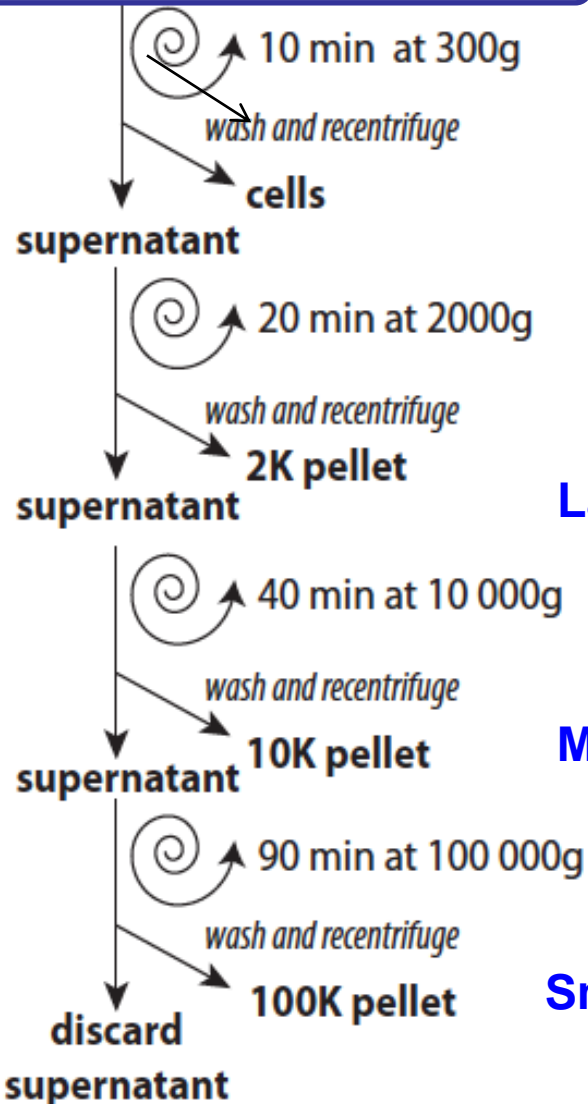 10 min at 300g
wash and recentrifuge
cells
supernatant
20 min at 2000g
wash and recentrifuge
2K pellet
supernatant
40 min at 10 000g
wash and recentrifuge
10K pellet
supernatant
90 min at 100 000g
wash and recentrifuge
100K pellet
discard
supernatant